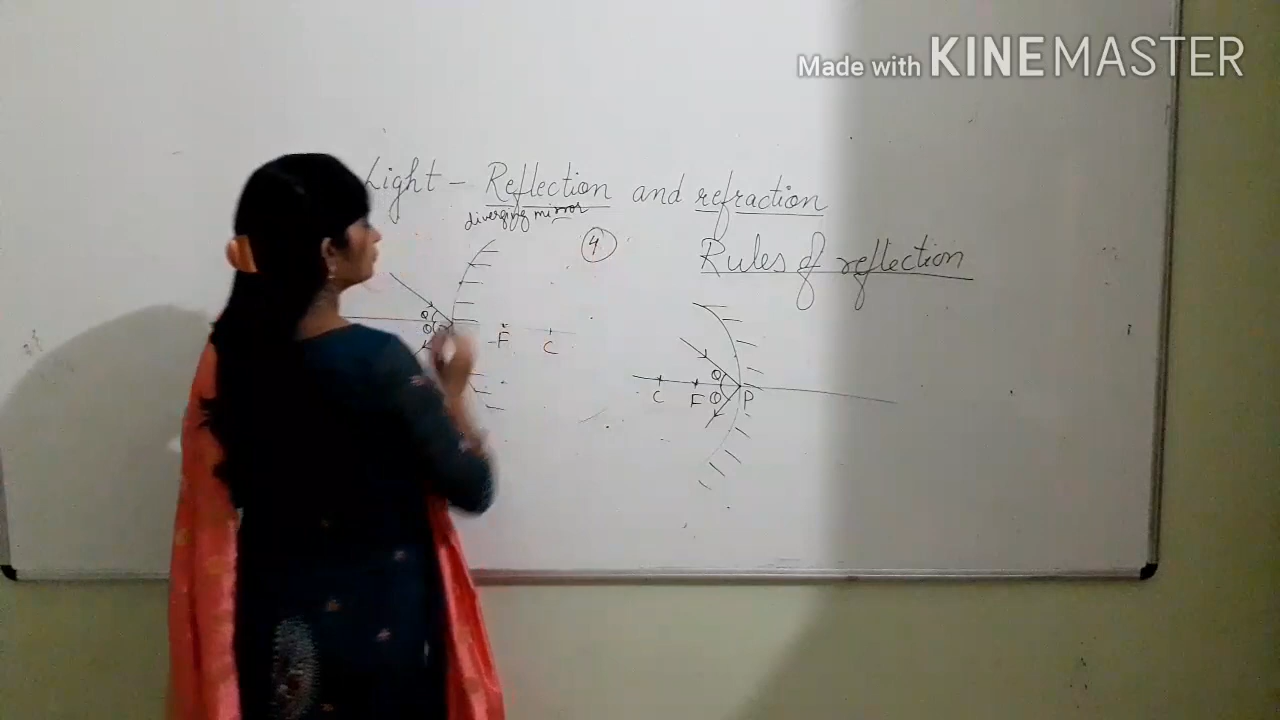 Made with KINEMASTER
Light - Reflection and refraction
diverging mirror
4
Rules of reflection
θ
θ
F
C
θ
C
F
θ
P